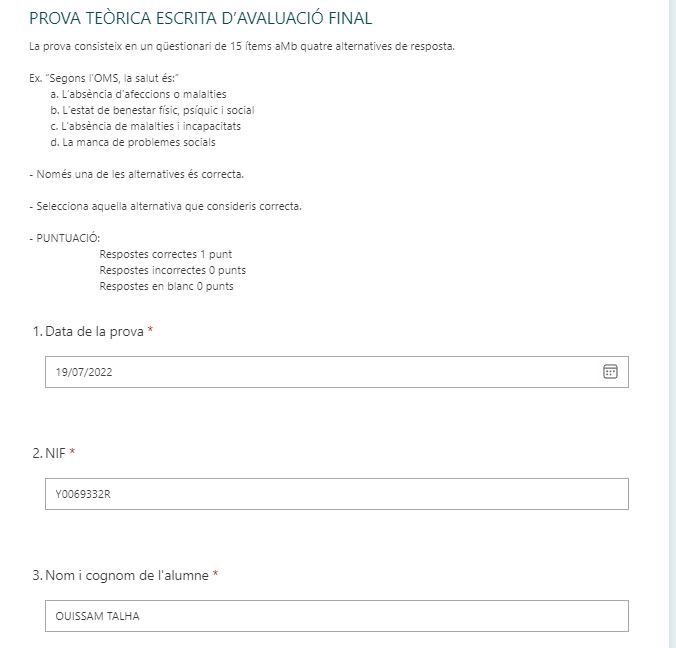 PROVA TEÒRICA ESCRITA D'AVALUACIÓ FINAL
La prova consisteix en un qüestionari de 15 ítems aMb quatre alternatives de resposta.
Ex. "Segons l'OMS, la salut és:"
a. L'absència d'afeccions o malalties
b. L'estat de benestar físic, psíquic i social
c. L'absència de malalties i incapacitats
d. La manca de problemes socials
- Només una de les alternatives és correcta.
- Selecciona aquella alternativa que consideris correcta.
- PUNTUACIÓ:
Respostes correctes 1 punt
Respostes incorrectes 0 punts
Respostes en blanc 0 punts
1. Data de la prova *
19/07/2022
2. NIF *
Y0069332R
3. Nom i cognom de l'alumne *
OUISSAM TALHA